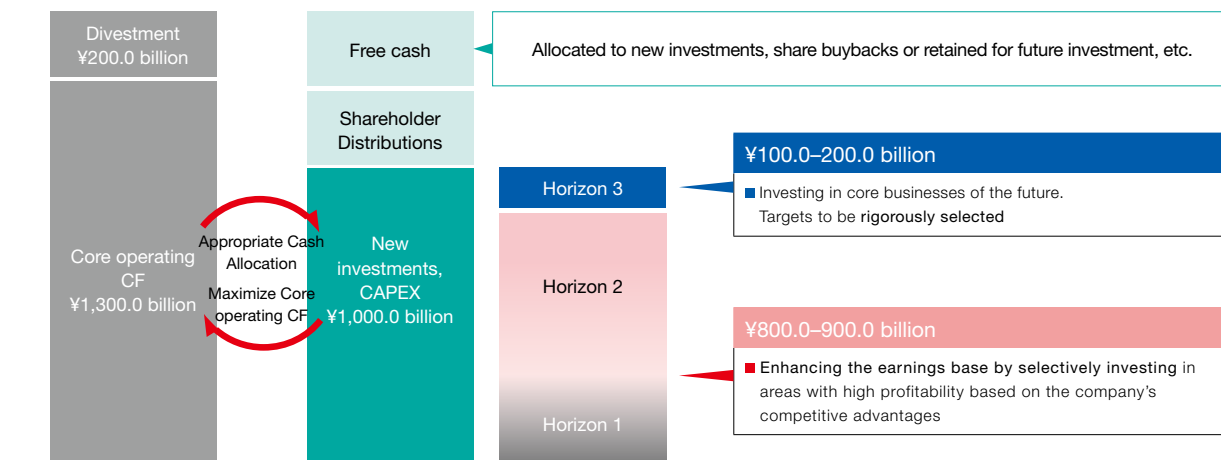 Divestment
¥200.0 billion
Core operating
CF
¥1,300.0 billion
Appropriate Cash
Allocation
Maximize Core
operating CF
Free cash
Shareholder
Distributions
New
investments,
CAPEX
¥1,000.0 billion
Allocated to new investments, share buybacks or retained for future investment, etc.
Horizon 3
Horizon 2
Horizon 1
¥100.0–200.0 billion
■ Investing in core businesses of the future.
Targets to be rigorously selected
¥800.0–900.0 billion
■ Enhancing the earnings base by selectively investing in
areas with high profitability based on the company’s
competitive advantages